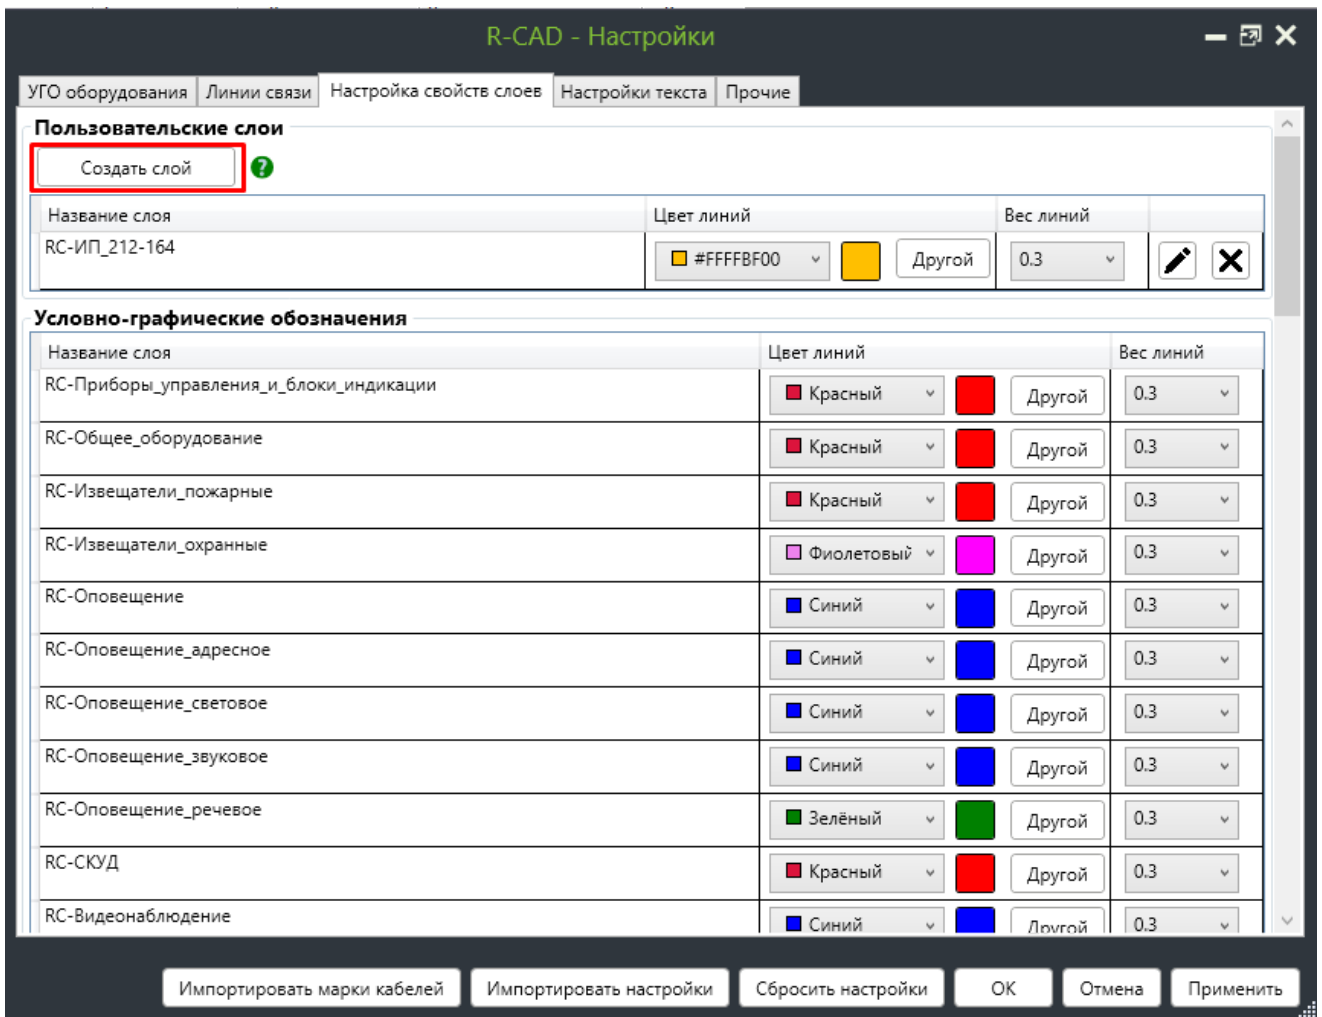 R-CAD - Настройки
УГО оборудования Линии связи Настройка свойств слоев Настройки текста Прочие
Пользовательские слои
Создать слой ?
Название слоя Цвет линий Вес линий
RC-ИП_212-164 #FFFFBF00 Другой 0.3
Условно-графические обозначения
Название слоя Цвет линий Вес линий
RC-Приборы_управления_и_блоки_индикации Красный Другой 0.3
RC-Общее_оборудование Красный Другой 0.3
RC-Извещатели_пожарные Красный Другой 0.3
RC-Извещатели_охранные Фиолетовый Другой 0.3
RC-Оповещение Синий Другой 0.3
RC-Оповещение_адресное Синий Другой 0.3
RC-Оповещение_световое Синий Другой 0.3
RC-Оповещение_звуковое Синий Другой 0.3
RC-Оповещение_речевое Зелёный Другой 0.3
RC-СКУД Красный Другой 0.3
RC-Видеонаблюдение Синий Другой 0.3
Импортировать марки кабелей Импортировать настройки Сбросить настройки ОК Отмена Применить